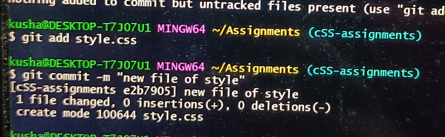 nothing added to commit but untracked files present (use "git ad
kusha@DESKTOP-T7J07U1 MINGW64 ~/Assignments (cSS-assignments)
$ git add style.css
kusha@DESKTOP-T7J07U1 MINGW64 ~/Assignments (cSS-assignments)
$ git commit -m "new file of style"
[cSS-assignments e2b7905] new file of style
1 file changed, 0 insertions(+), 0 deletions(-)
create mode 100644 style.css